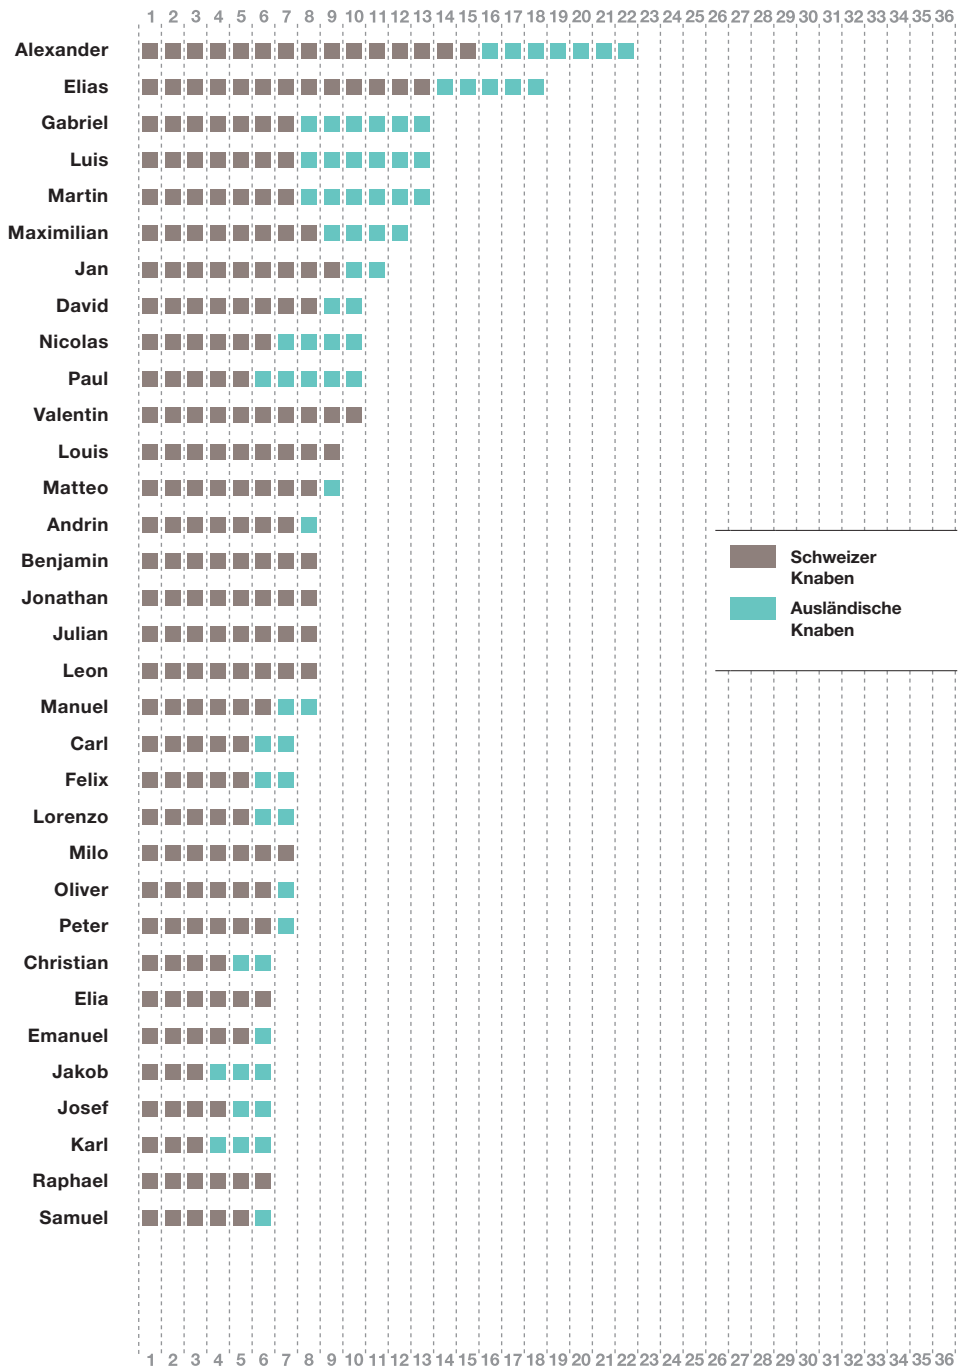 1 2 3 4 5 6 7 8 9 10 11 12 13 14 15 16 17 18 19 20 21 22 23 24 25 26 27 28 29 30 31 32 33 34 35 36
Alexander
Elias
Gabriel
Luis
Martin
Maximilian
Jan
David
Nicolas
Paul
Valentin
Louis
Matteo
Andrin
Benjamin
Jonathan
Julian
Leon
Manuel
Carl
Felix
Lorenzo
Milo
Oliver
Peter
Christian
Elia
Emanuel
Jakob
Josef
Karl
Raphael
Samuel
Schweizer
Knaben
Ausländische
Knaben
1 2 3 4 5 6 7 8 9 10 11 12 13 14 15 16 17 18 19 20 21 22 23 24 25 26 27 28 29 30 31 32 33 34 35 36